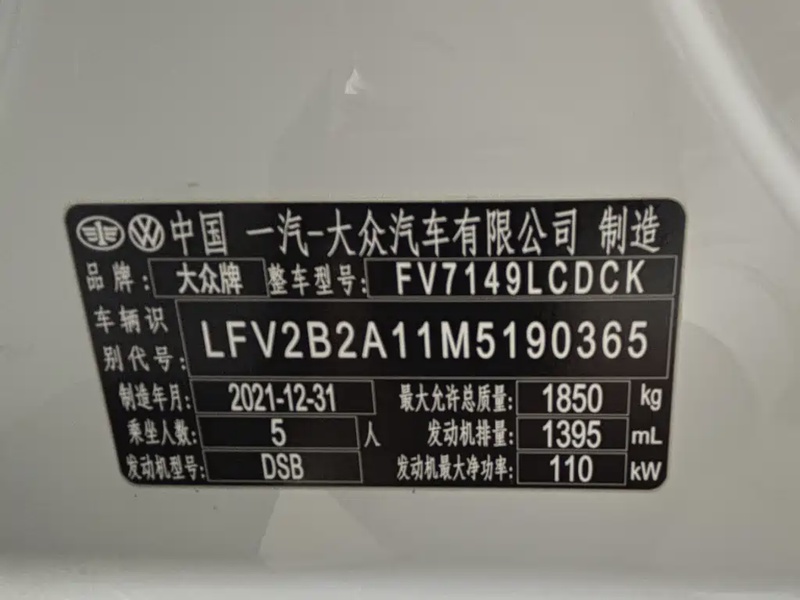 中国 一汽-大众汽车有限公司 制造
品牌: 大众牌 整车型号: FV7149LCDCK
车辆识别代号: LFV2B2A11M5190365
制造年月: 2021-12-31 最大允许总质量: 1850 kg
乘坐人数: 5 人 发动机排量: 1395 mL
发动机型号: DSB 发动机最大净功率: 110 kW